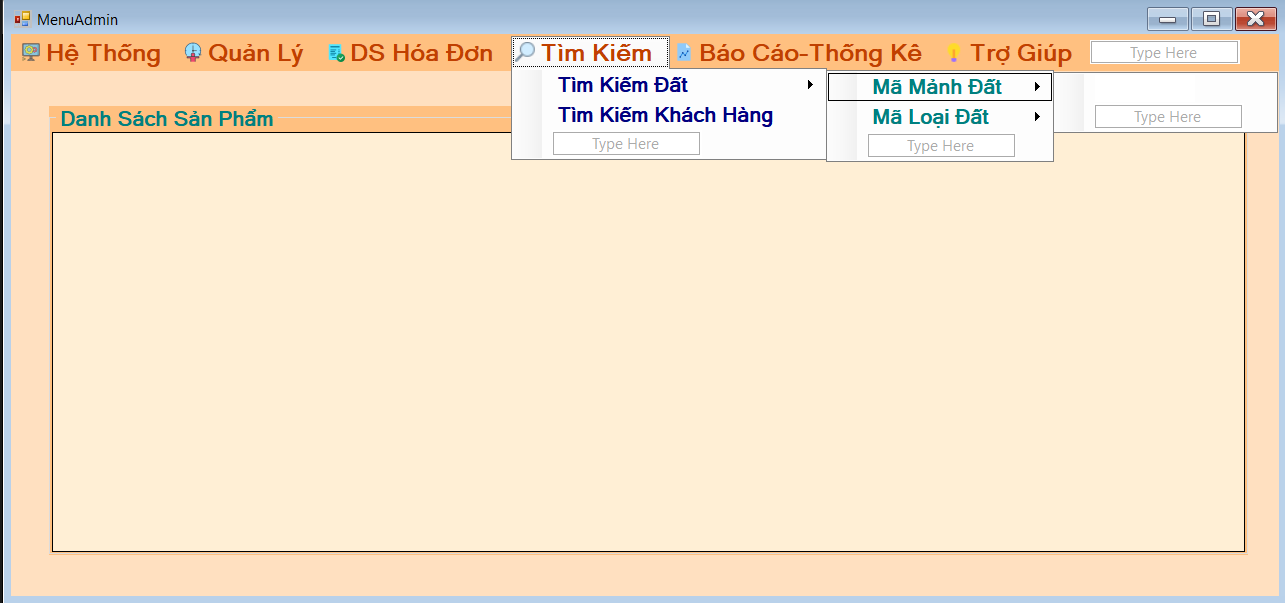 MenuAdmin
Hệ Thống Quản Lý DS Hóa Đơn Tìm Kiếm Báo Cáo-Thống Kê Trợ Giúp Type Here
Tìm Kiếm Đất
Tìm Kiếm Khách Hàng
Type Here
Mã Mảnh Đất
Mã Loại Đất
Type Here
Type Here
Danh Sách Sản Phẩm